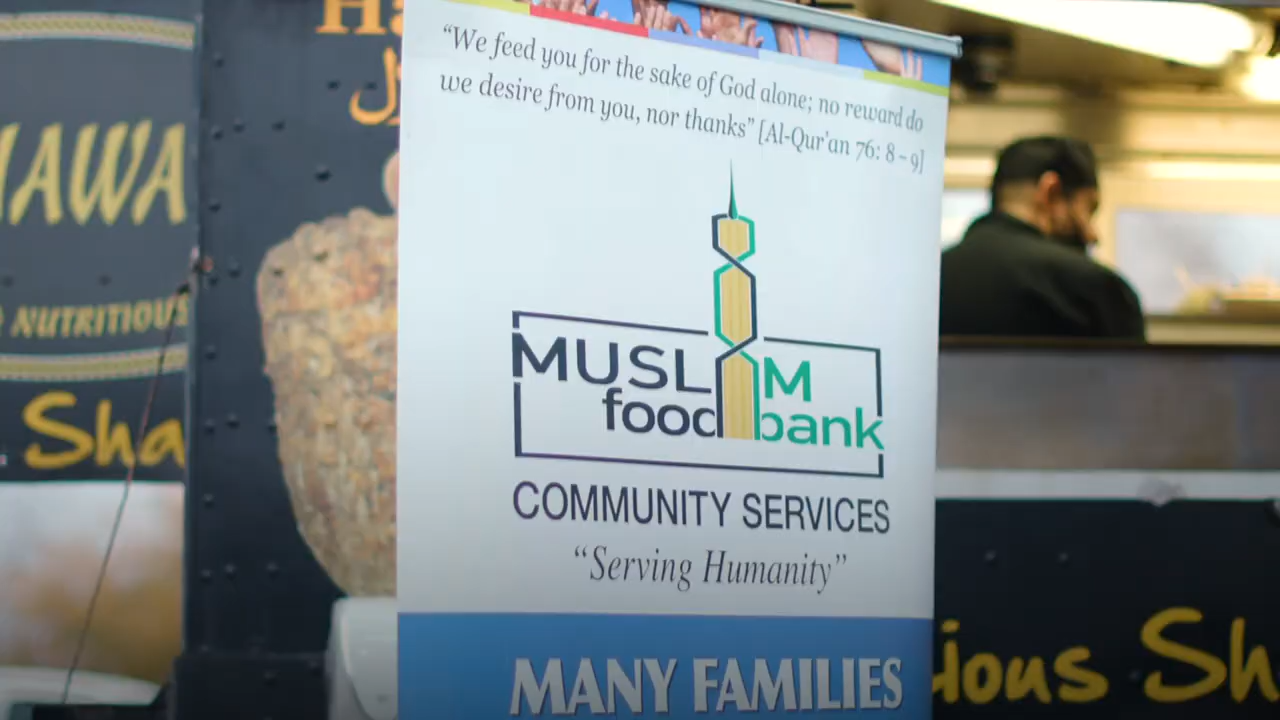 “We feed you for the sake of God alone; no reward do
we desire from you, nor thanks” [Al-Qur'an 76: 8–9]
MUSLIM
food bank
COMMUNITY SERVICES
“Serving Humanity”
MANY FAMILIES
NUTRITIOUS
Sha
ious Sh